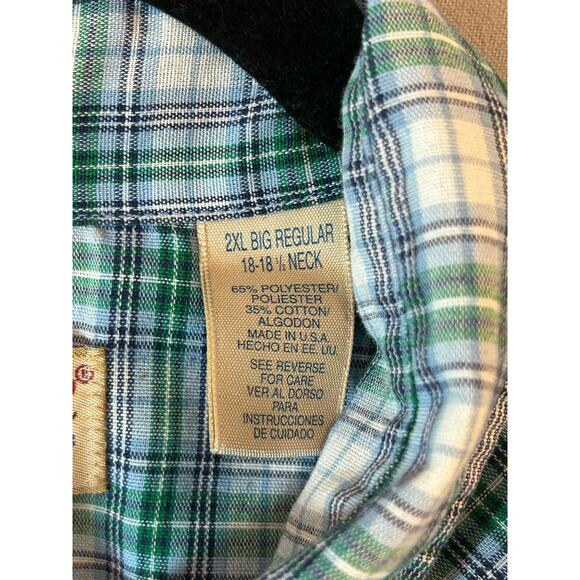 2XL BIG REGULAR
18-18 ½ NECK
65% POLYESTER/
POLIESTER
35% COTTON/
ALGODON
MADE IN U.S.A.
HECHO EN EE. UU.
SEE REVERSE
FOR CARE
VER AL DORSO
PARA
INSTRUCCIONES
DE CUIDADO